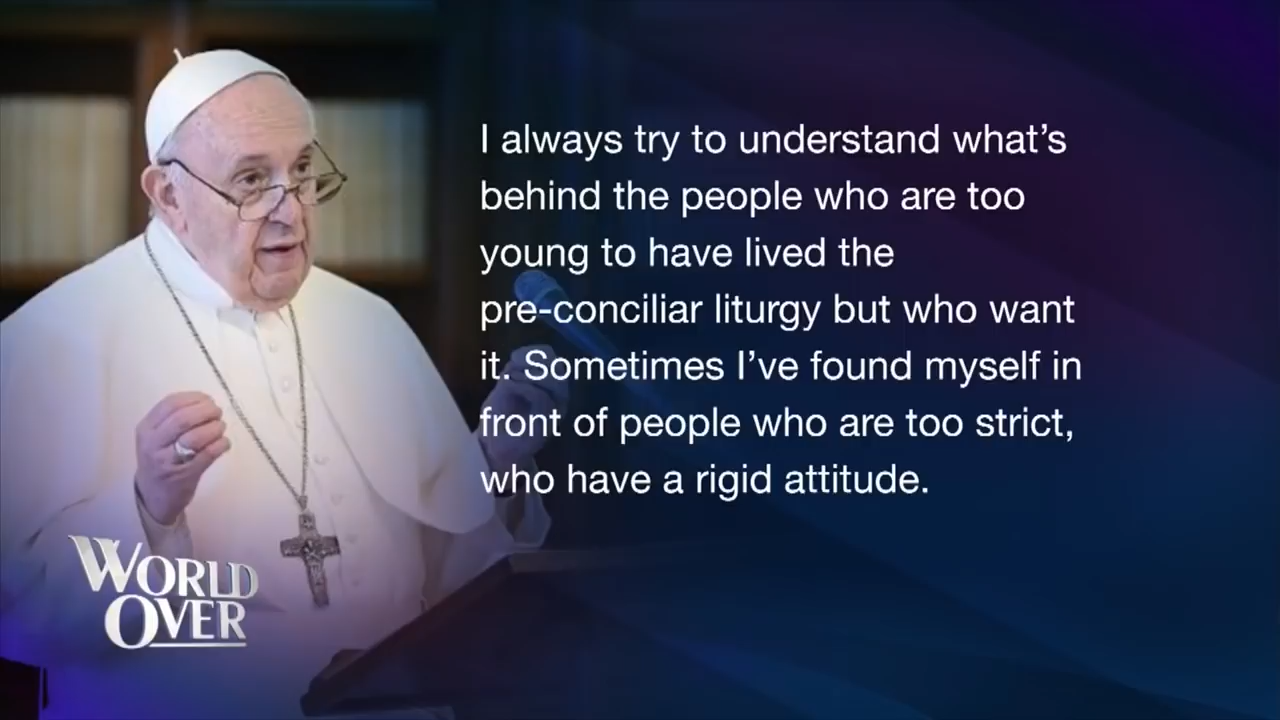 I always try to understand what's
behind the people who are too
young to have lived the
pre-conciliar liturgy but who want
it. Sometimes I've found myself in
front of people who are too strict,
who have a rigid attitude.
WORLD
OVER